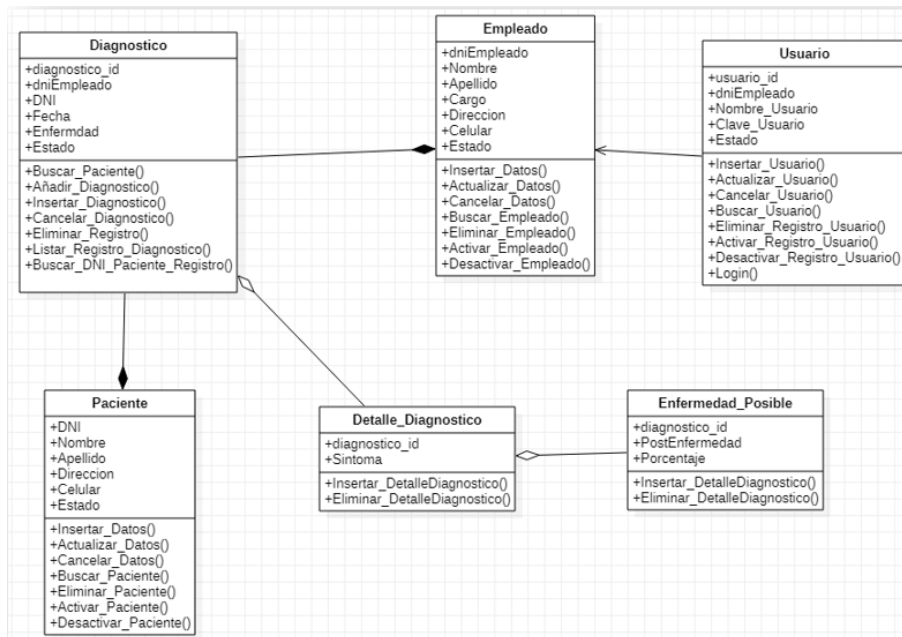 Diagnostico
+diagnostico_id
+dniEmpleado
+DNI
+Fecha
+Enfermdad
+Estado
+Buscar_Paciente()
+Añadir_Diagnostico()
+Insertar_Diagnostico()
+Cancelar_Diagnostico()
+Eliminar_Registro()
+Listar_Registro_Diagnostico()
+Buscar_DNI_Paciente_Registro()
Empleado
+dniEmpleado
+Nombre
+Apellido
+Cargo
+Direccion
+Celular
+Estado
+Insertar_Datos()
+Actualizar_Datos()
+Cancelar_Datos()
+Buscar_Empleado()
+Eliminar_Empleado()
+Activar_Empleado()
+Desactivar_Empleado()
Usuario
+usuario_id
+dniEmpleado
+Nombre_Usuario
+Clave_Usuario
+Estado
+Insertar_Usuario()
+Actualizar_Usuario()
+Cancelar_Usuario()
+Buscar_Usuario()
+Eliminar_Registro_Usuario()
+Activar_Registro_Usuario()
+Desactivar_Registro_Usuario()
+Login()
Paciente
+DNI
+Nombre
+Apellido
+Direccion
+Celular
+Estado
+Insertar_Datos()
+Actualizar_Datos()
+Cancelar_Datos()
+Buscar_Paciente()
+Eliminar_Paciente()
+Activar_Paciente()
+Desactivar_Paciente()
Detalle_Diagnostico
+diagnostico_id
+Sintoma
+Insertar_DetalleDiagnostico()
+Eliminar_DetalleDiagnostico()
Enfermedad_Posible
+diagnostico_id
+PostEnfermedad
+Porcentaje
+Insertar_DetalleDiagnostico()
+Eliminar_DetalleDiagnostico()